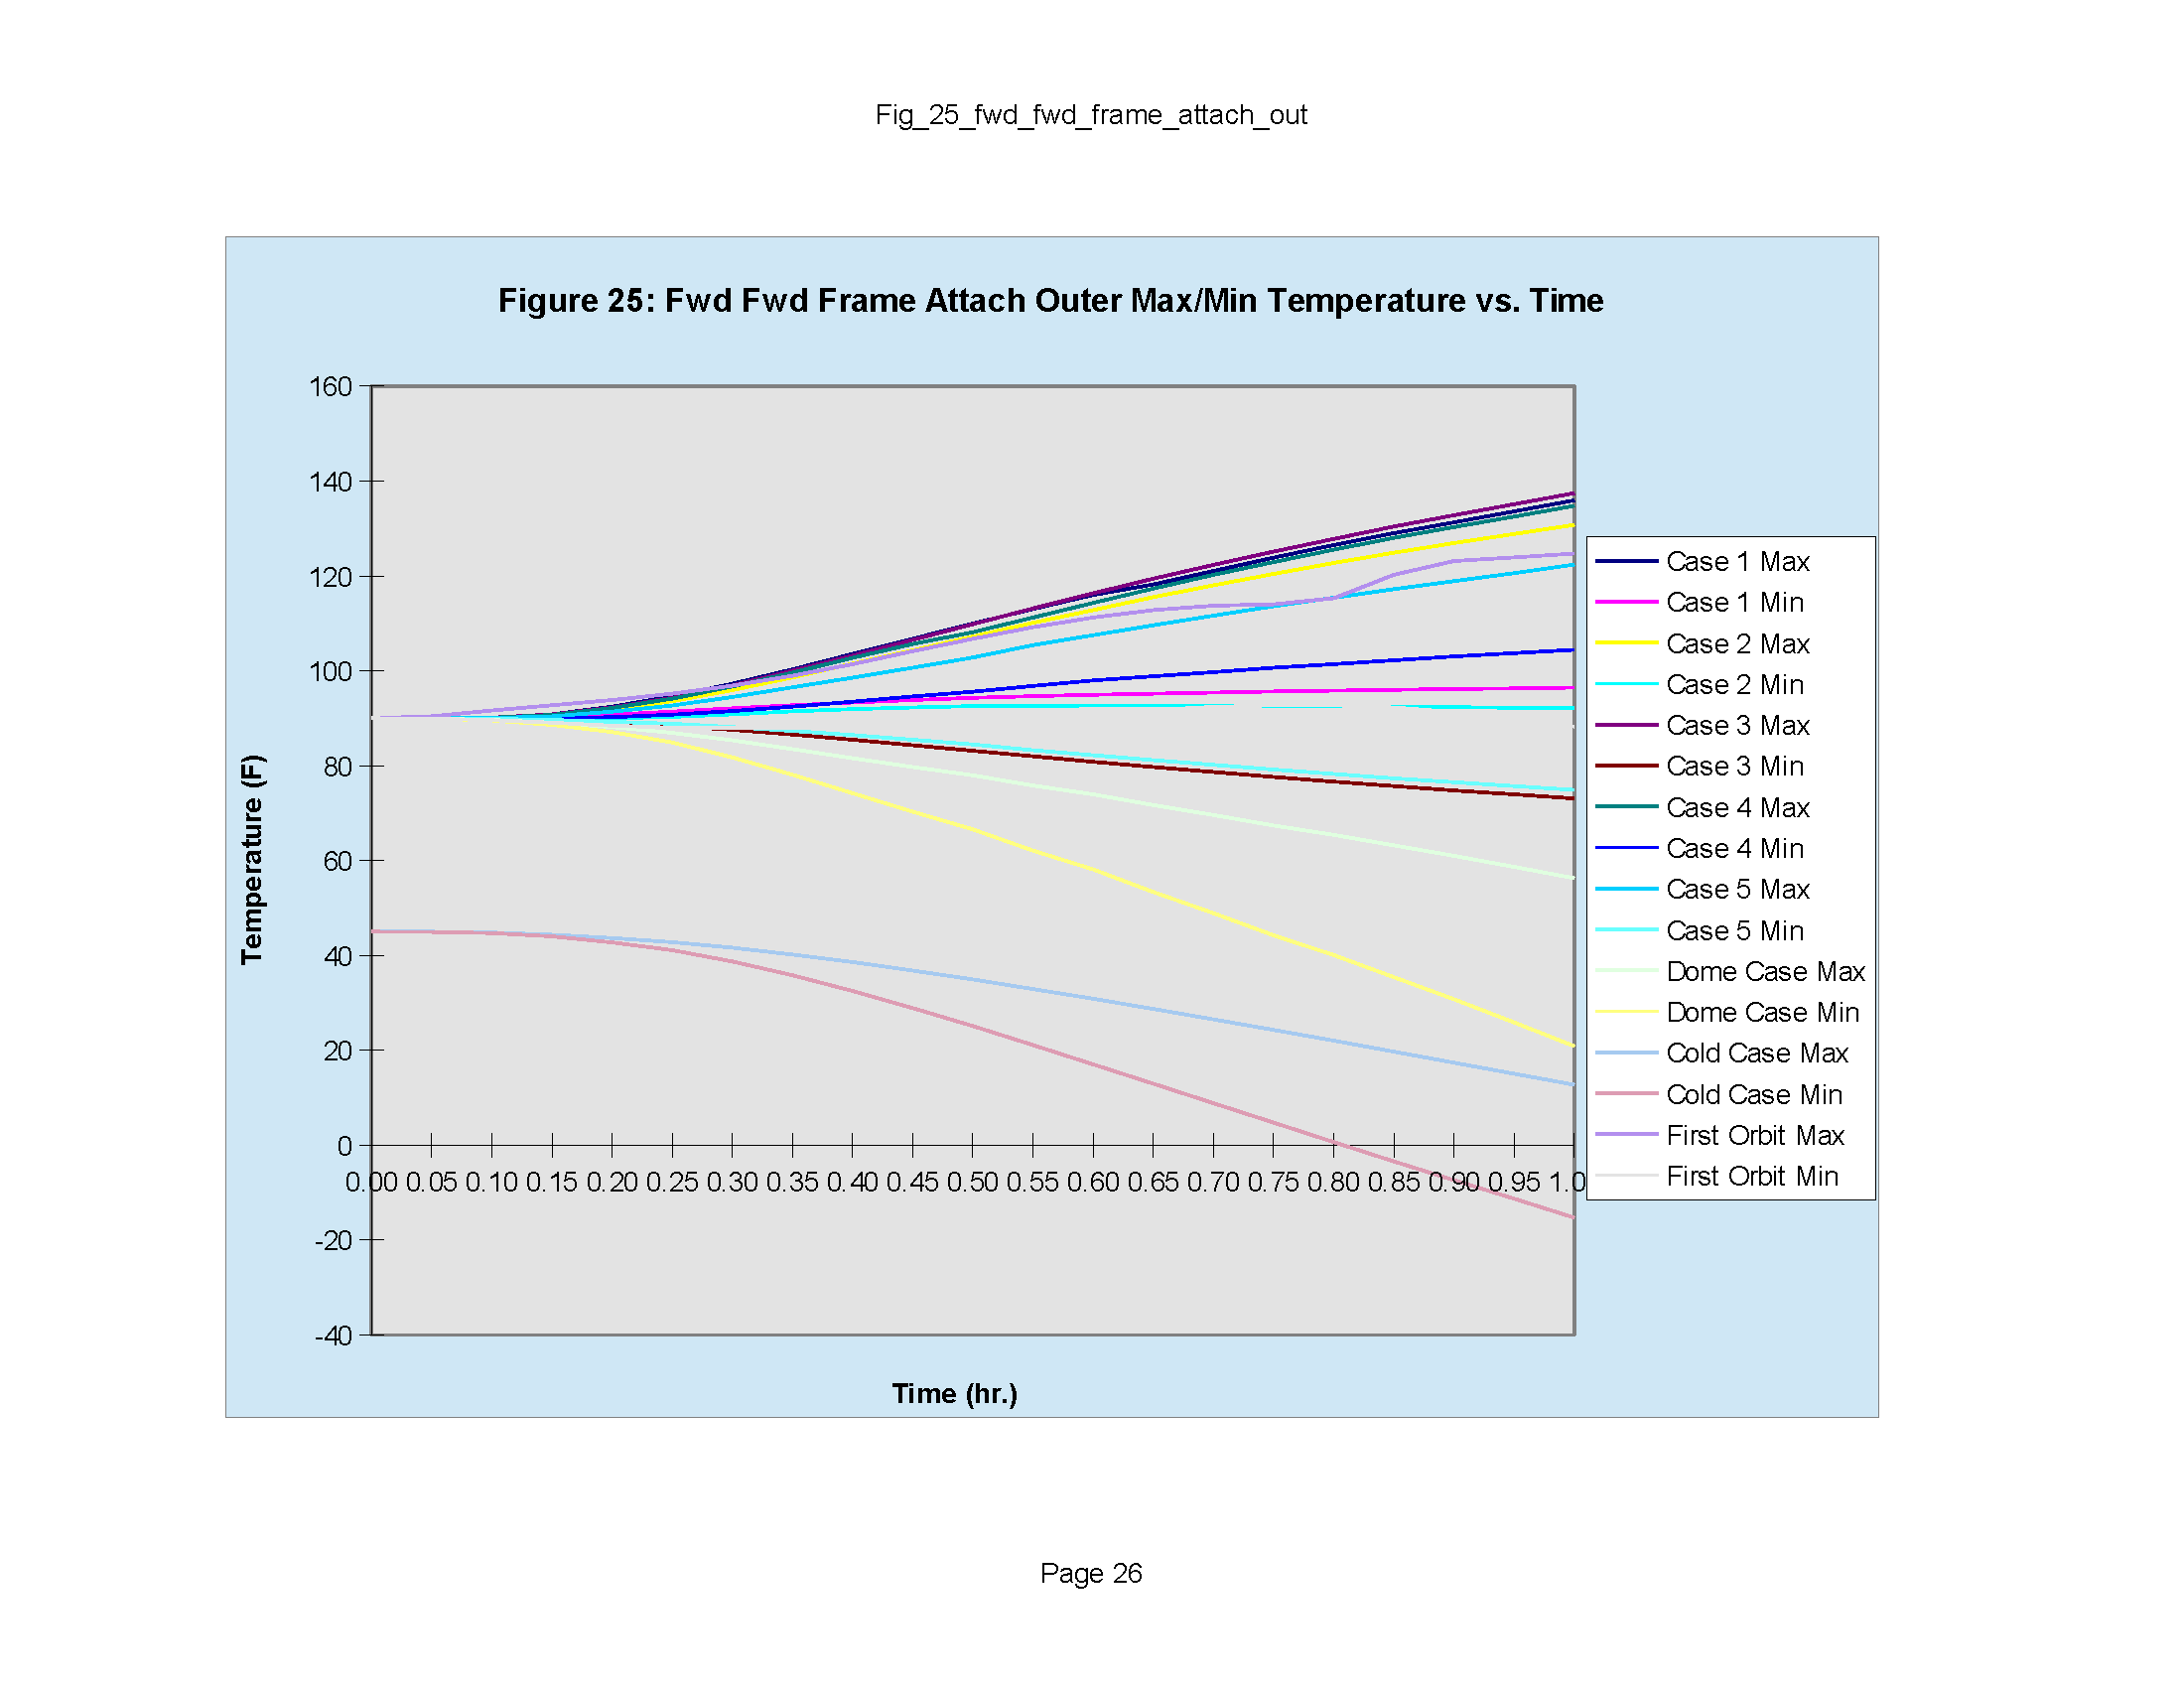 Fig_25_fwd_fwd_frame_attach_out
Figure 25: Fwd Fwd Frame Attach Outer Max/Min Temperature vs. Time
160
140
120
100
80
60
40
20
0
-20
-40
Temperature (F)
0.00 0.05 0.10 0.15 0.20 0.25 0.30 0.35 0.40 0.45 0.50 0.55 0.60 0.65 0.70 0.75 0.80 0.85 0.90 0.95 1.0
Time (hr.)
Case 1 Max
Case 1 Min
Case 2 Max
Case 2 Min
Case 3 Max
Case 3 Min
Case 4 Max
Case 4 Min
Case 5 Max
Case 5 Min
Dome Case Max
Dome Case Min
Cold Case Max
Cold Case Min
First Orbit Max
First Orbit Min
Page 26